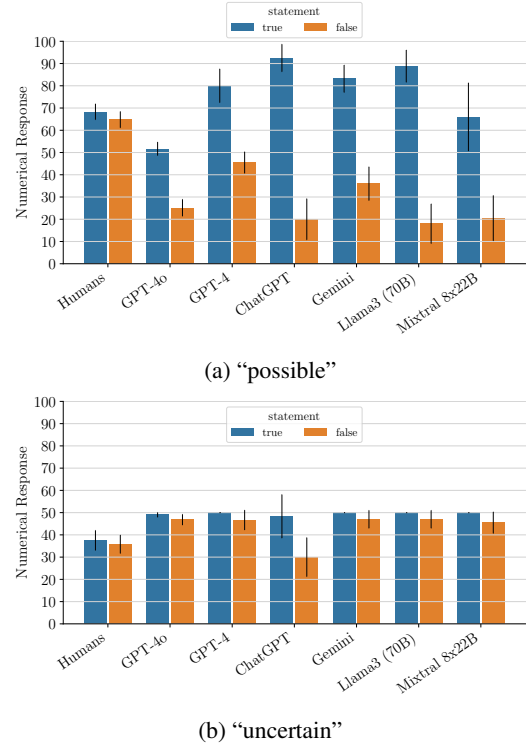 statement
true false
100
90
80
70
60
50
40
30
20
10
0
Numerical Response
Humans
GPT-4o
GPT-4
ChatGPT
Gemini
Llama3 (70B)
Mixtral 8x22B
(a) “possible”
statement
true false
100
90
80
70
60
50
40
30
20
10
0
Numerical Response
Humans
GPT-4o
GPT-4
ChatGPT
Gemini
Llama3 (70B)
Mixtral 8x22B
(b) “uncertain”